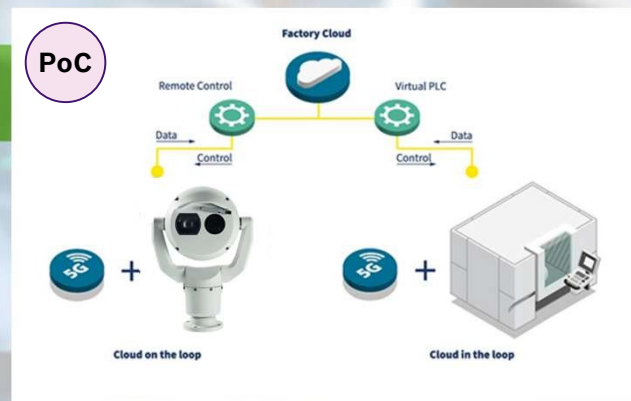 PoC
Factory Cloud
Remote Control
Virtual PLC
Data
Control
Data
Control
5G
+
5G
+
Cloud on the loop
Cloud in the loop